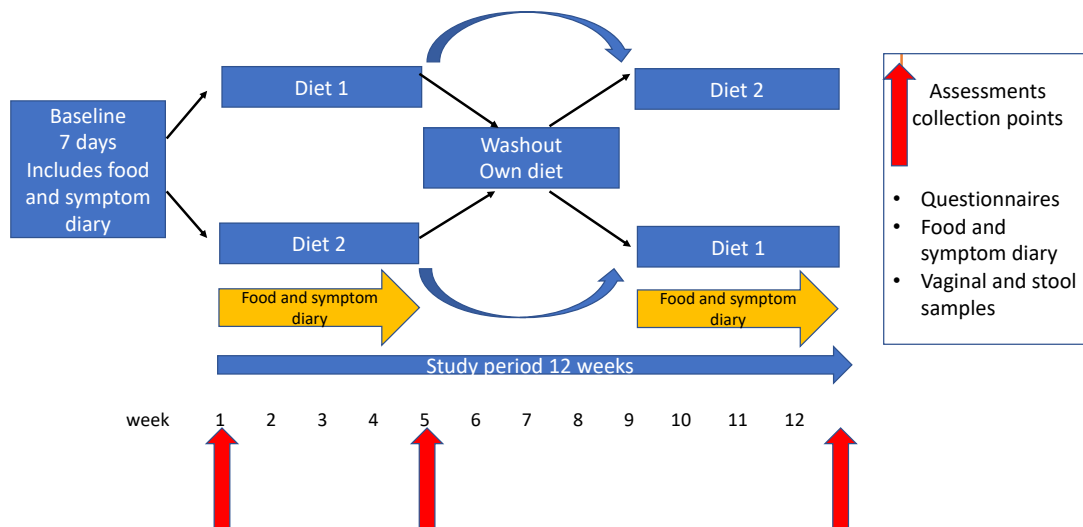 Baseline
7 days
Includes food
and symptom
diary
Diet 1
Diet 2
Washout
Own diet
Diet 2
Diet 1
Food and symptom
diary
Food and symptom
diary
Study period 12 weeks
week 1 2 3 4 5 6 7 8 9 10 11 12
Assessments
collection points
• Questionnaires
• Food and
symptom diary
• Vaginal and stool
samples